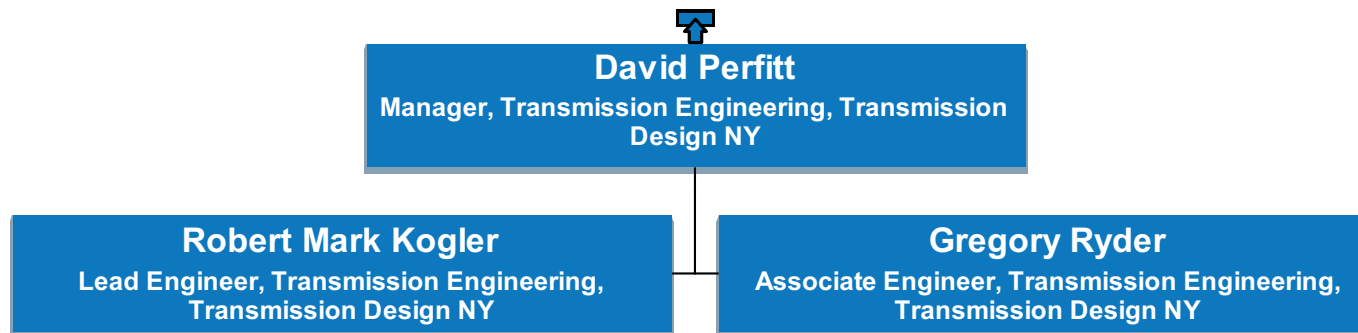 David Perfitt
Manager, Transmission Engineering, Transmission
Design NY
Robert Mark Kogler
Lead Engineer, Transmission Engineering,
Transmission Design NY
Gregory Ryder
Associate Engineer, Transmission Engineering,
Transmission Design NY